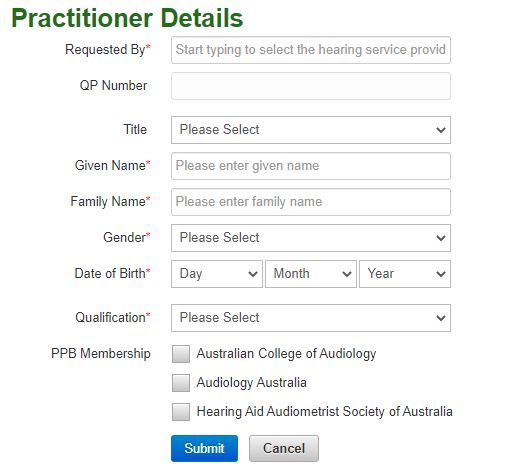 Practitioner Details
Requested By* Start typing to select the hearing service provid
QP Number
Title Please Select
Given Name* Please enter given name
Family Name* Please enter family name
Gender* Please Select
Date of Birth* Day Month Year
Qualification* Please Select
PPB Membership Australian College of Audiology
Audiology Australia
Hearing Aid Audiometrist Society of Australia
Submit Cancel